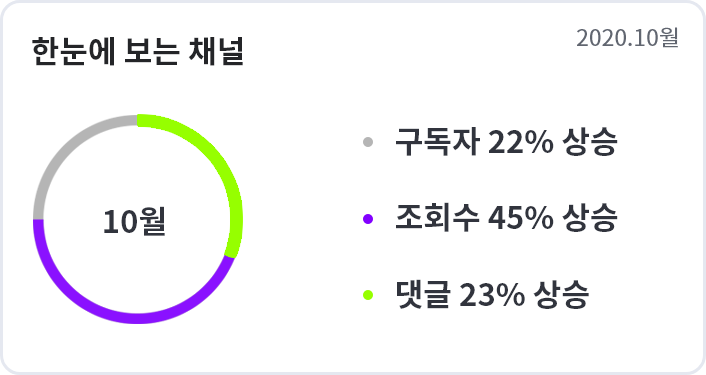 한눈에 보는 채널
2020.10월
10월
구독자 22% 상승
조회수 45% 상승
댓글 23% 상승